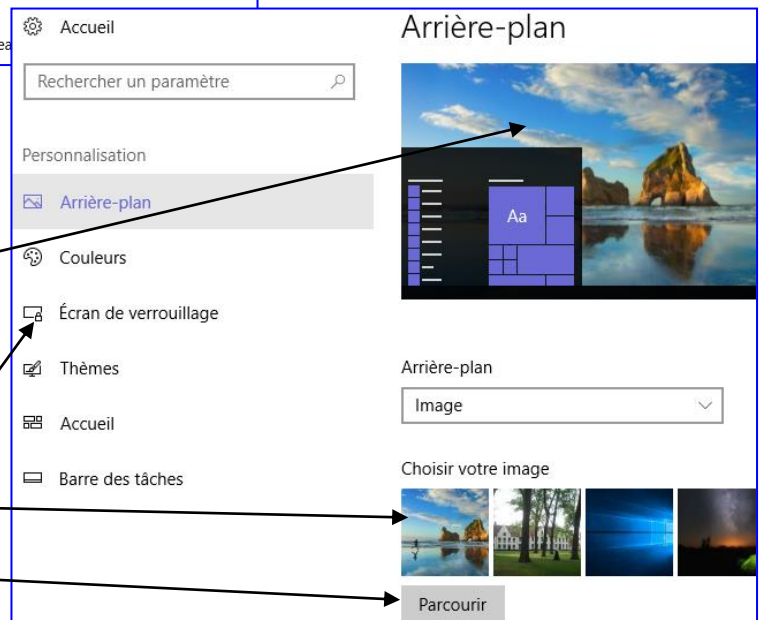 Accueil
Rechercher un paramètre
Personnalisation
Arrière-plan
Couleurs
Écran de verrouillage
Thèmes
Accueil
Barre des tâches
Arrière-plan
Aa
Arrière-plan
Image
Choisir votre image
Parcourir